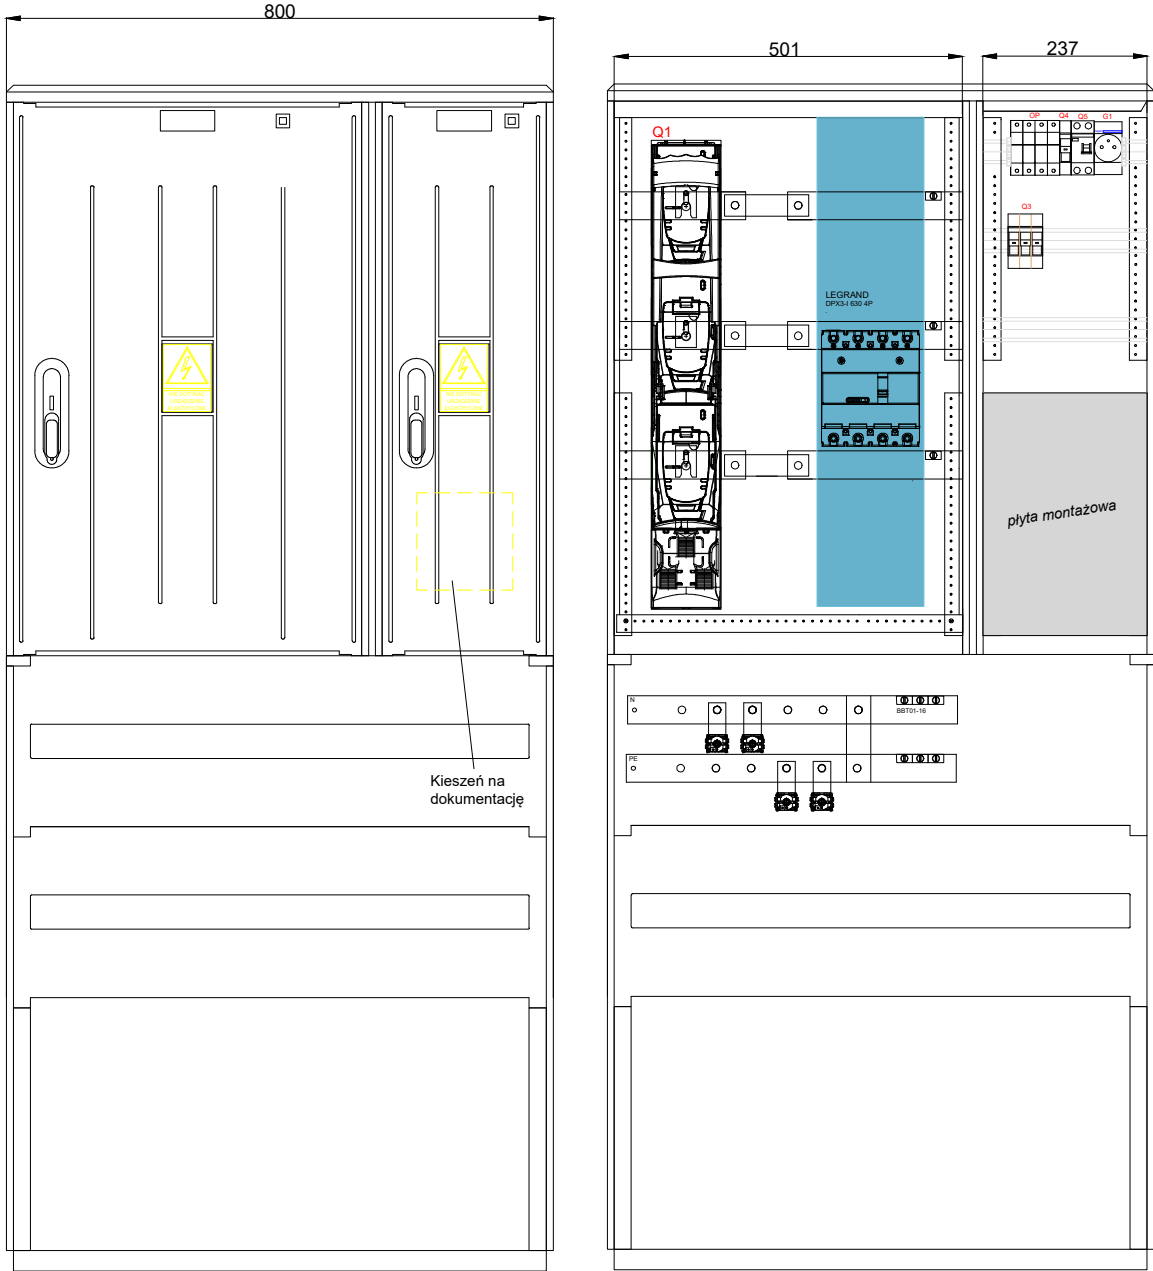 800
501
237
Q1
OP
Q4
Q5
G1
Q3
LEGRAND
DPX3-I 630 4P
płyta montażowa
N
BBT01-16
PE
Kieszeń na
dokumentację